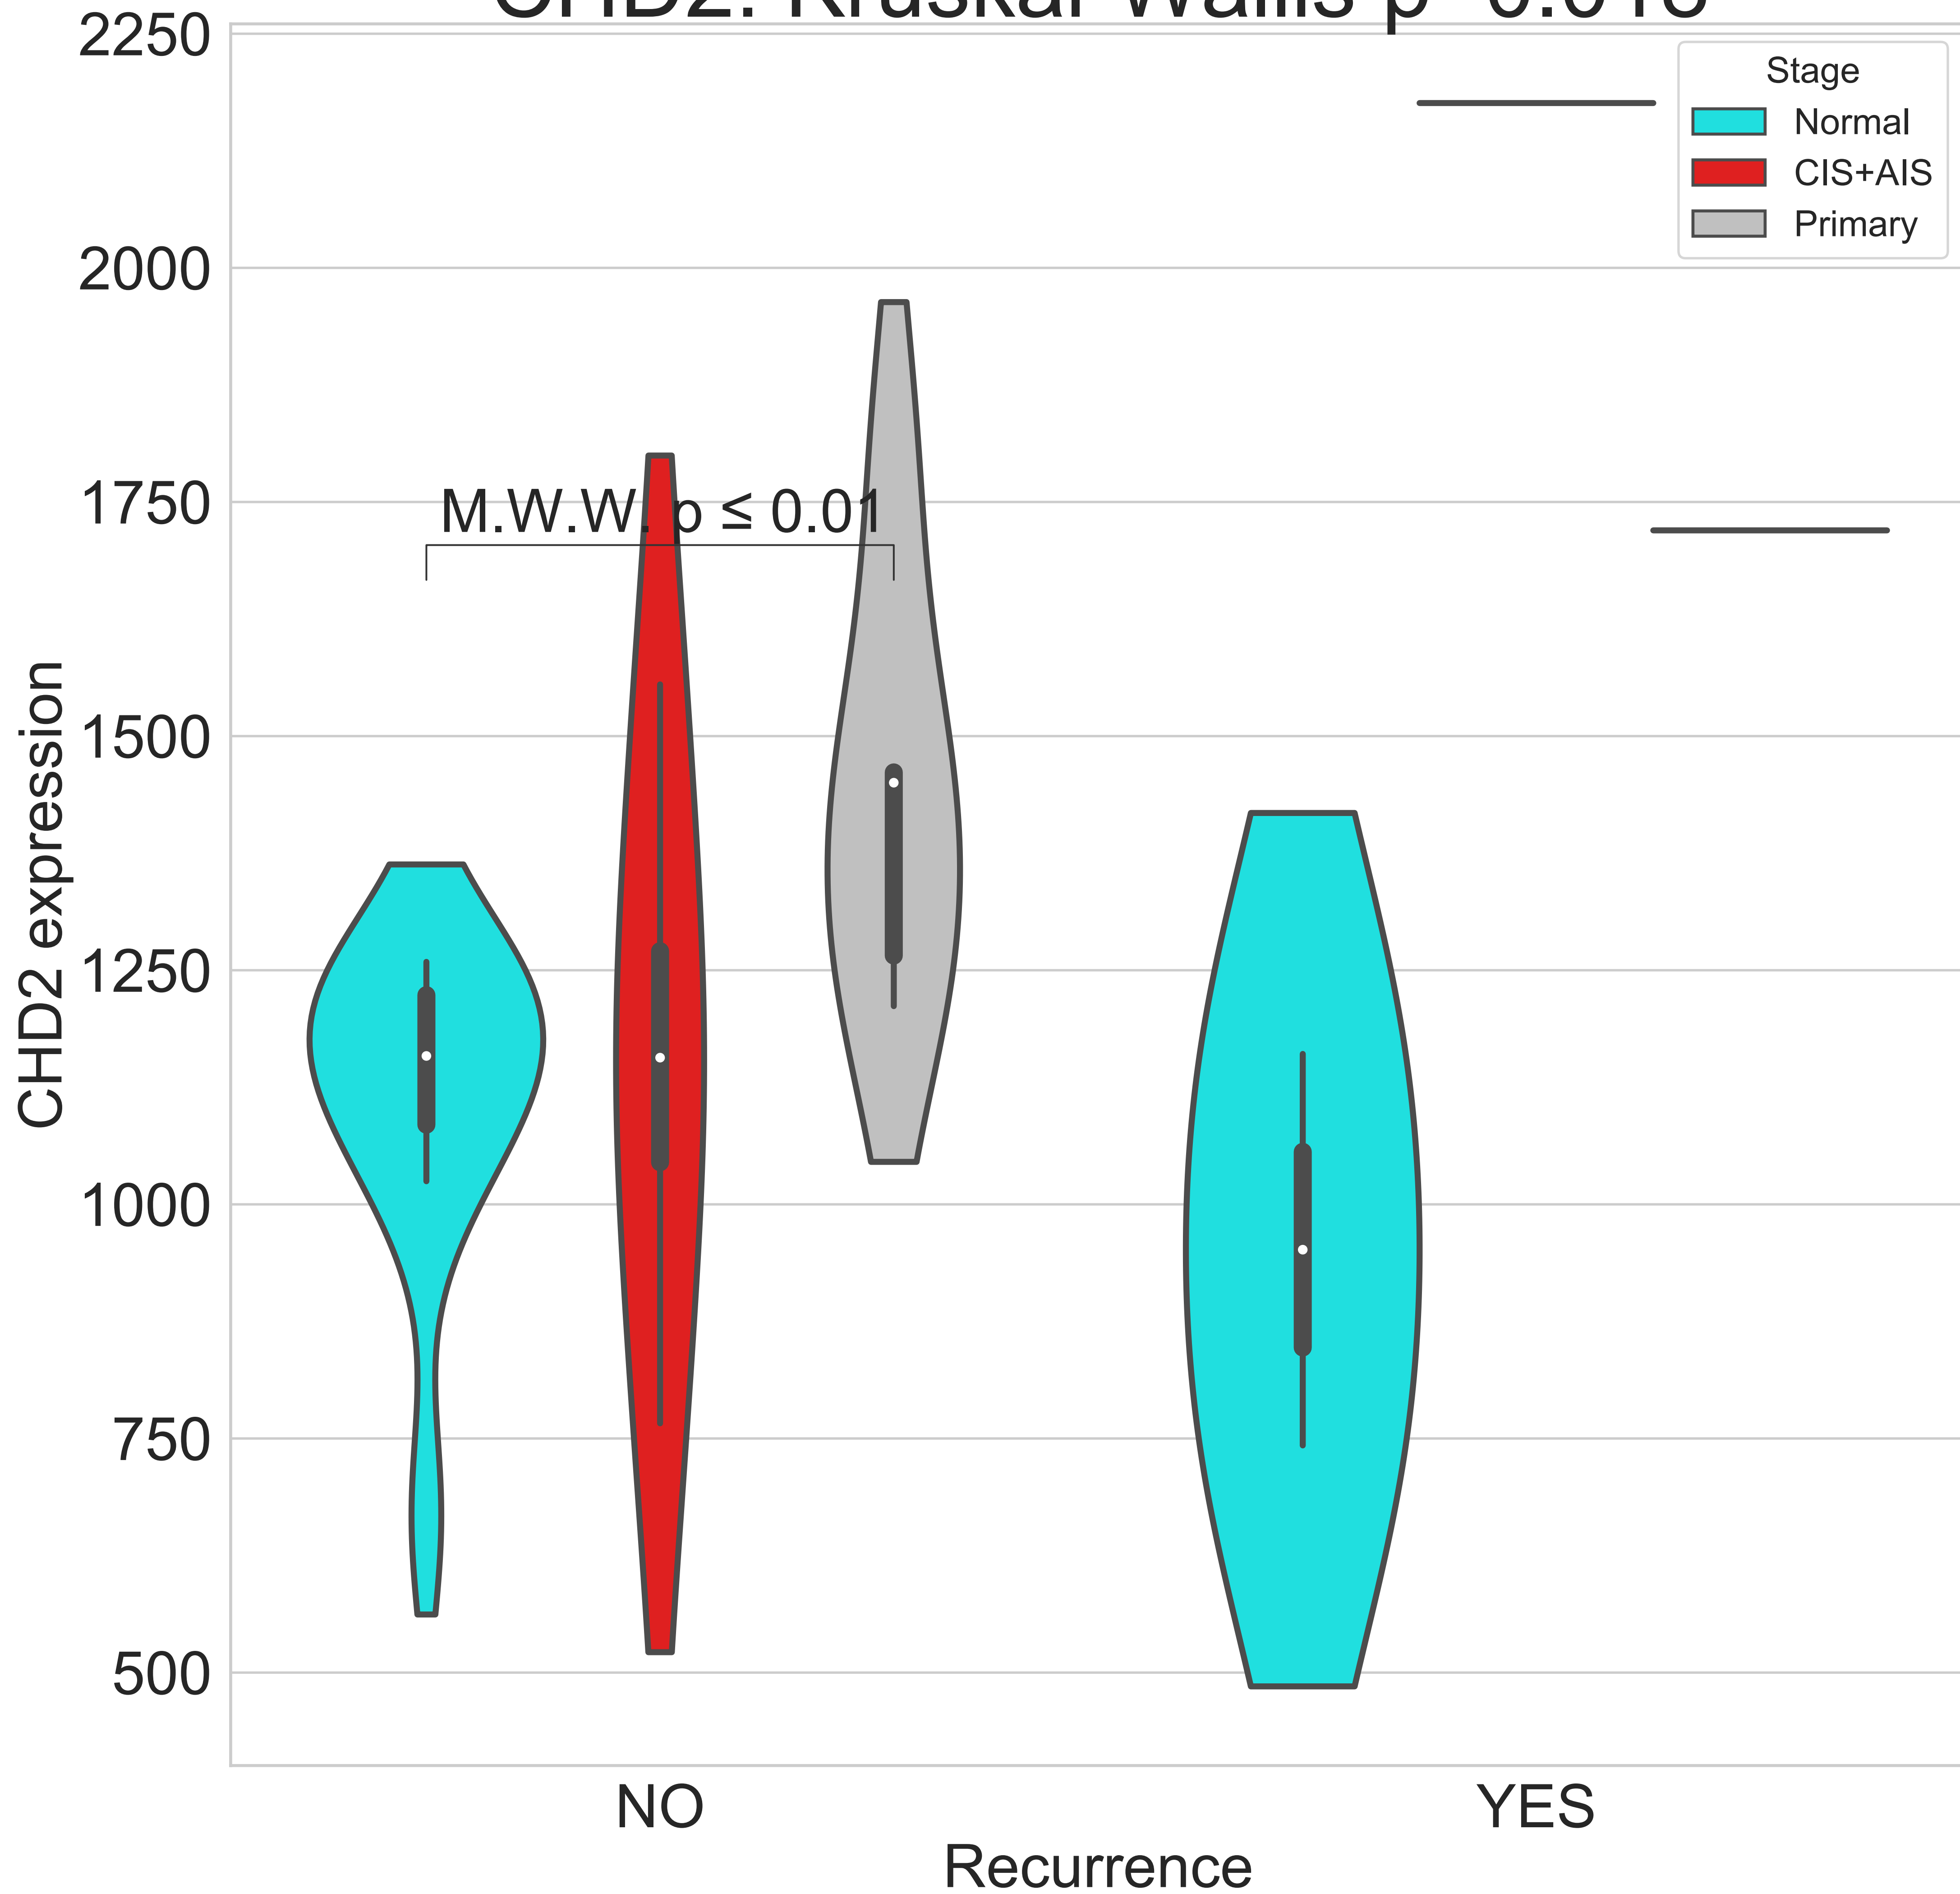 2250
2000
1750
1500
1250
1000
750
500
CHD2 expression
Stage
Normal
CIS+AIS
Primary
M.W.W. p ≤ 0.01
NO
YES
Recurrence